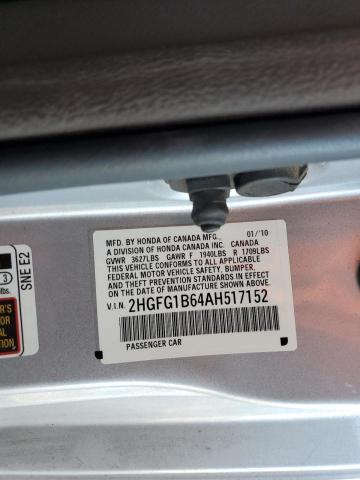 MFD. BY HONDA OF CANADA MFG., 01/'10
A DIVISION OF HONDA CANADA INC. CANADA
GVWR 3627LBS GAWR F 1940LBS R 1709LBS
THIS VEHICLE CONFORMS TO ALL APPLICABLE
FEDERAL MOTOR VEHICLE SAFETY, BUMPER,
& THEFT PREVENTION STANDARDS IN EFFECT
ON THE DATE OF MANUFACTURE SHOWN ABOVE.
V.I.N. 2HGFG1B64AH517152
PASSENGER CAR
SNE E2
3
lbs.